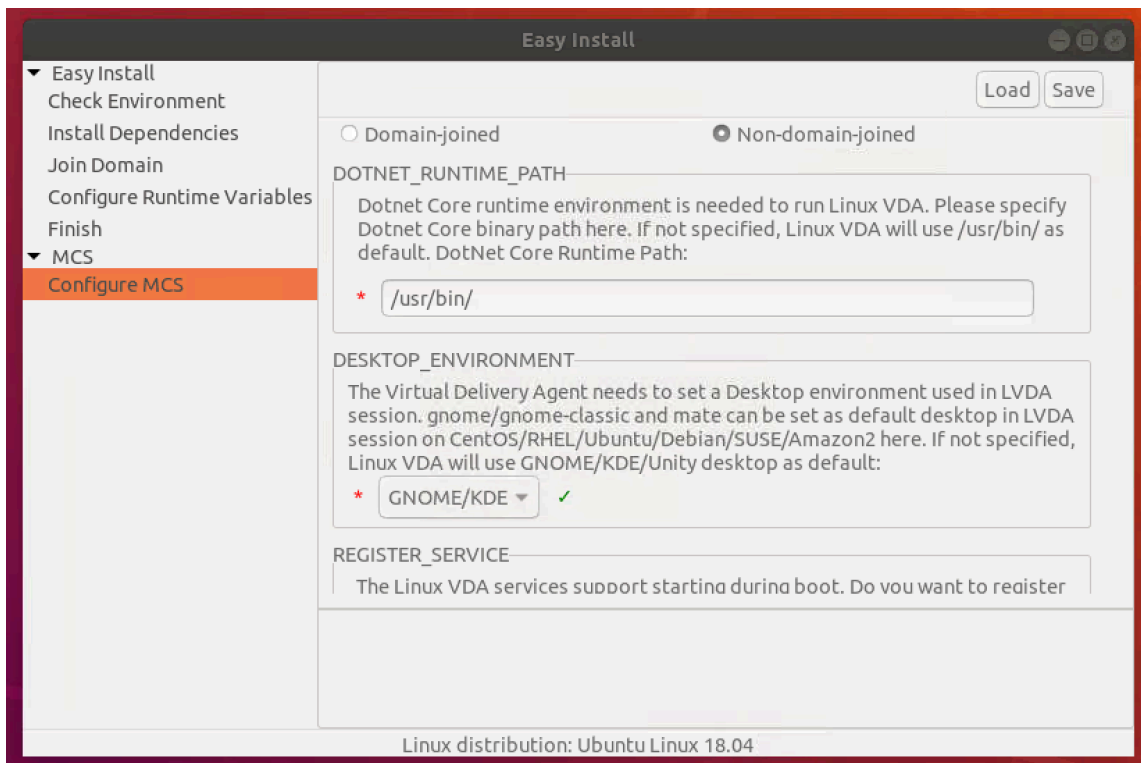 Easy Install
Easy Install
Check Environment
Install Dependencies
Join Domain
Configure Runtime Variables
Finish
MCS
Configure MCS
Load Save
Domain-joined Non-domain-joined
DOTNET_RUNTIME_PATH
Dotnet Core runtime environment is needed to run Linux VDA. Please specify
Dotnet Core binary path here. If not specified, Linux VDA will use /usr/bin/ as
default. DotNet Core Runtime Path:
* /usr/bin/
DESKTOP_ENVIRONMENT
The Virtual Delivery Agent needs to set a Desktop environment used in LVDA
session. gnome/gnome-classic and mate can be set as default desktop in LVDA
session on CentOS/RHEL/Ubuntu/Debian/SUSE/Amazon2 here. If not specified,
Linux VDA will use GNOME/KDE/Unity desktop as default:
* GNOME/KDE ✓
REGISTER_SERVICE
The Linux VDA services support starting during boot. Do you want to register
Linux distribution: Ubuntu Linux 18.04